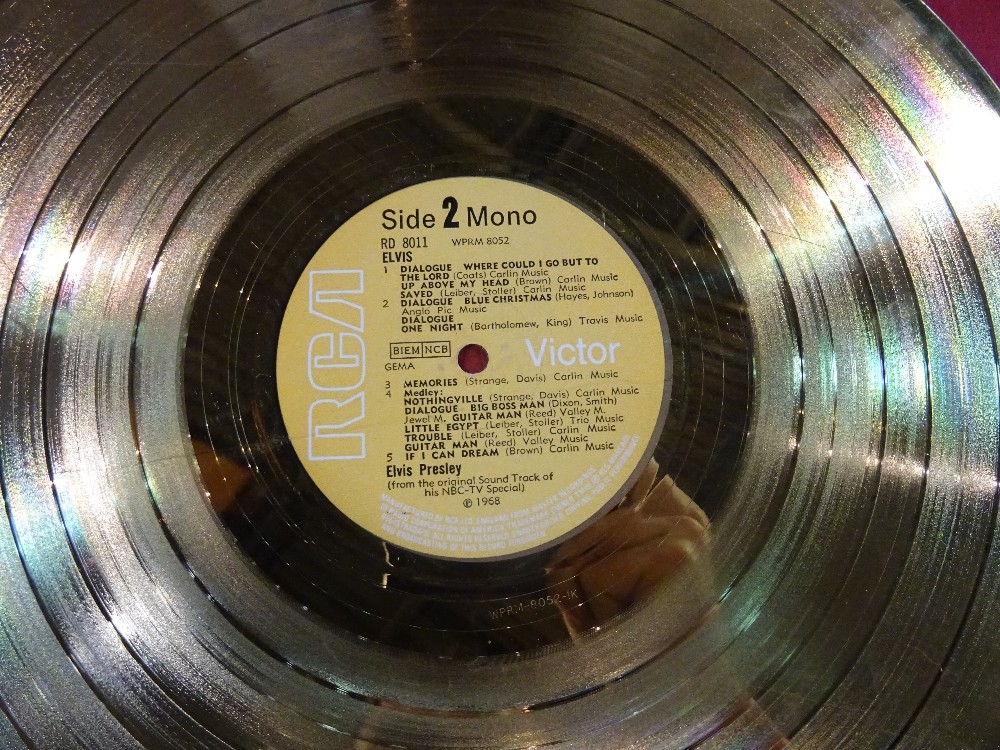 Side 2 Mono
RD 8011 WPRM 8052
ELVIS
1 DIALOGUE WHERE COULD I GO BUT TO
THE LORD (Coats) Carlin Music
UP ABOVE MY HEAD (Brown) Carlin Music
SAVED (Leiber, Stoller) Carlin Music
2 DIALOGUE BLUE CHRISTMAS (Hayes, Johnson)
Anglo Pic Music
DIALOGUE
ONE NIGHT (Bartholomew, King) Travis Music
RCA
BIEM NCB
Victor
GEMA
3 MEMORIES (Strange, Davis) Carlin Music
4 Medley:
NOTHINGVILLE (Strange, Davis) Carlin Music
DIALOGUE BIG BOSS MAN (Dixon, Smith)
Jewel M. GUITAR MAN (Reed) Valley M.
LITTLE EGYPT (Leiber, Stoller) Trio Music
TROUBLE (Leiber, Stoller) Carlin Music
GUITAR MAN (Reed) Valley Music
5 IF I CAN DREAM (Brown) Carlin Music
Elvis Presley
(from the original Sound Track of
his NBC-TV Special)
℗ 1968
WPRM-8052-1K